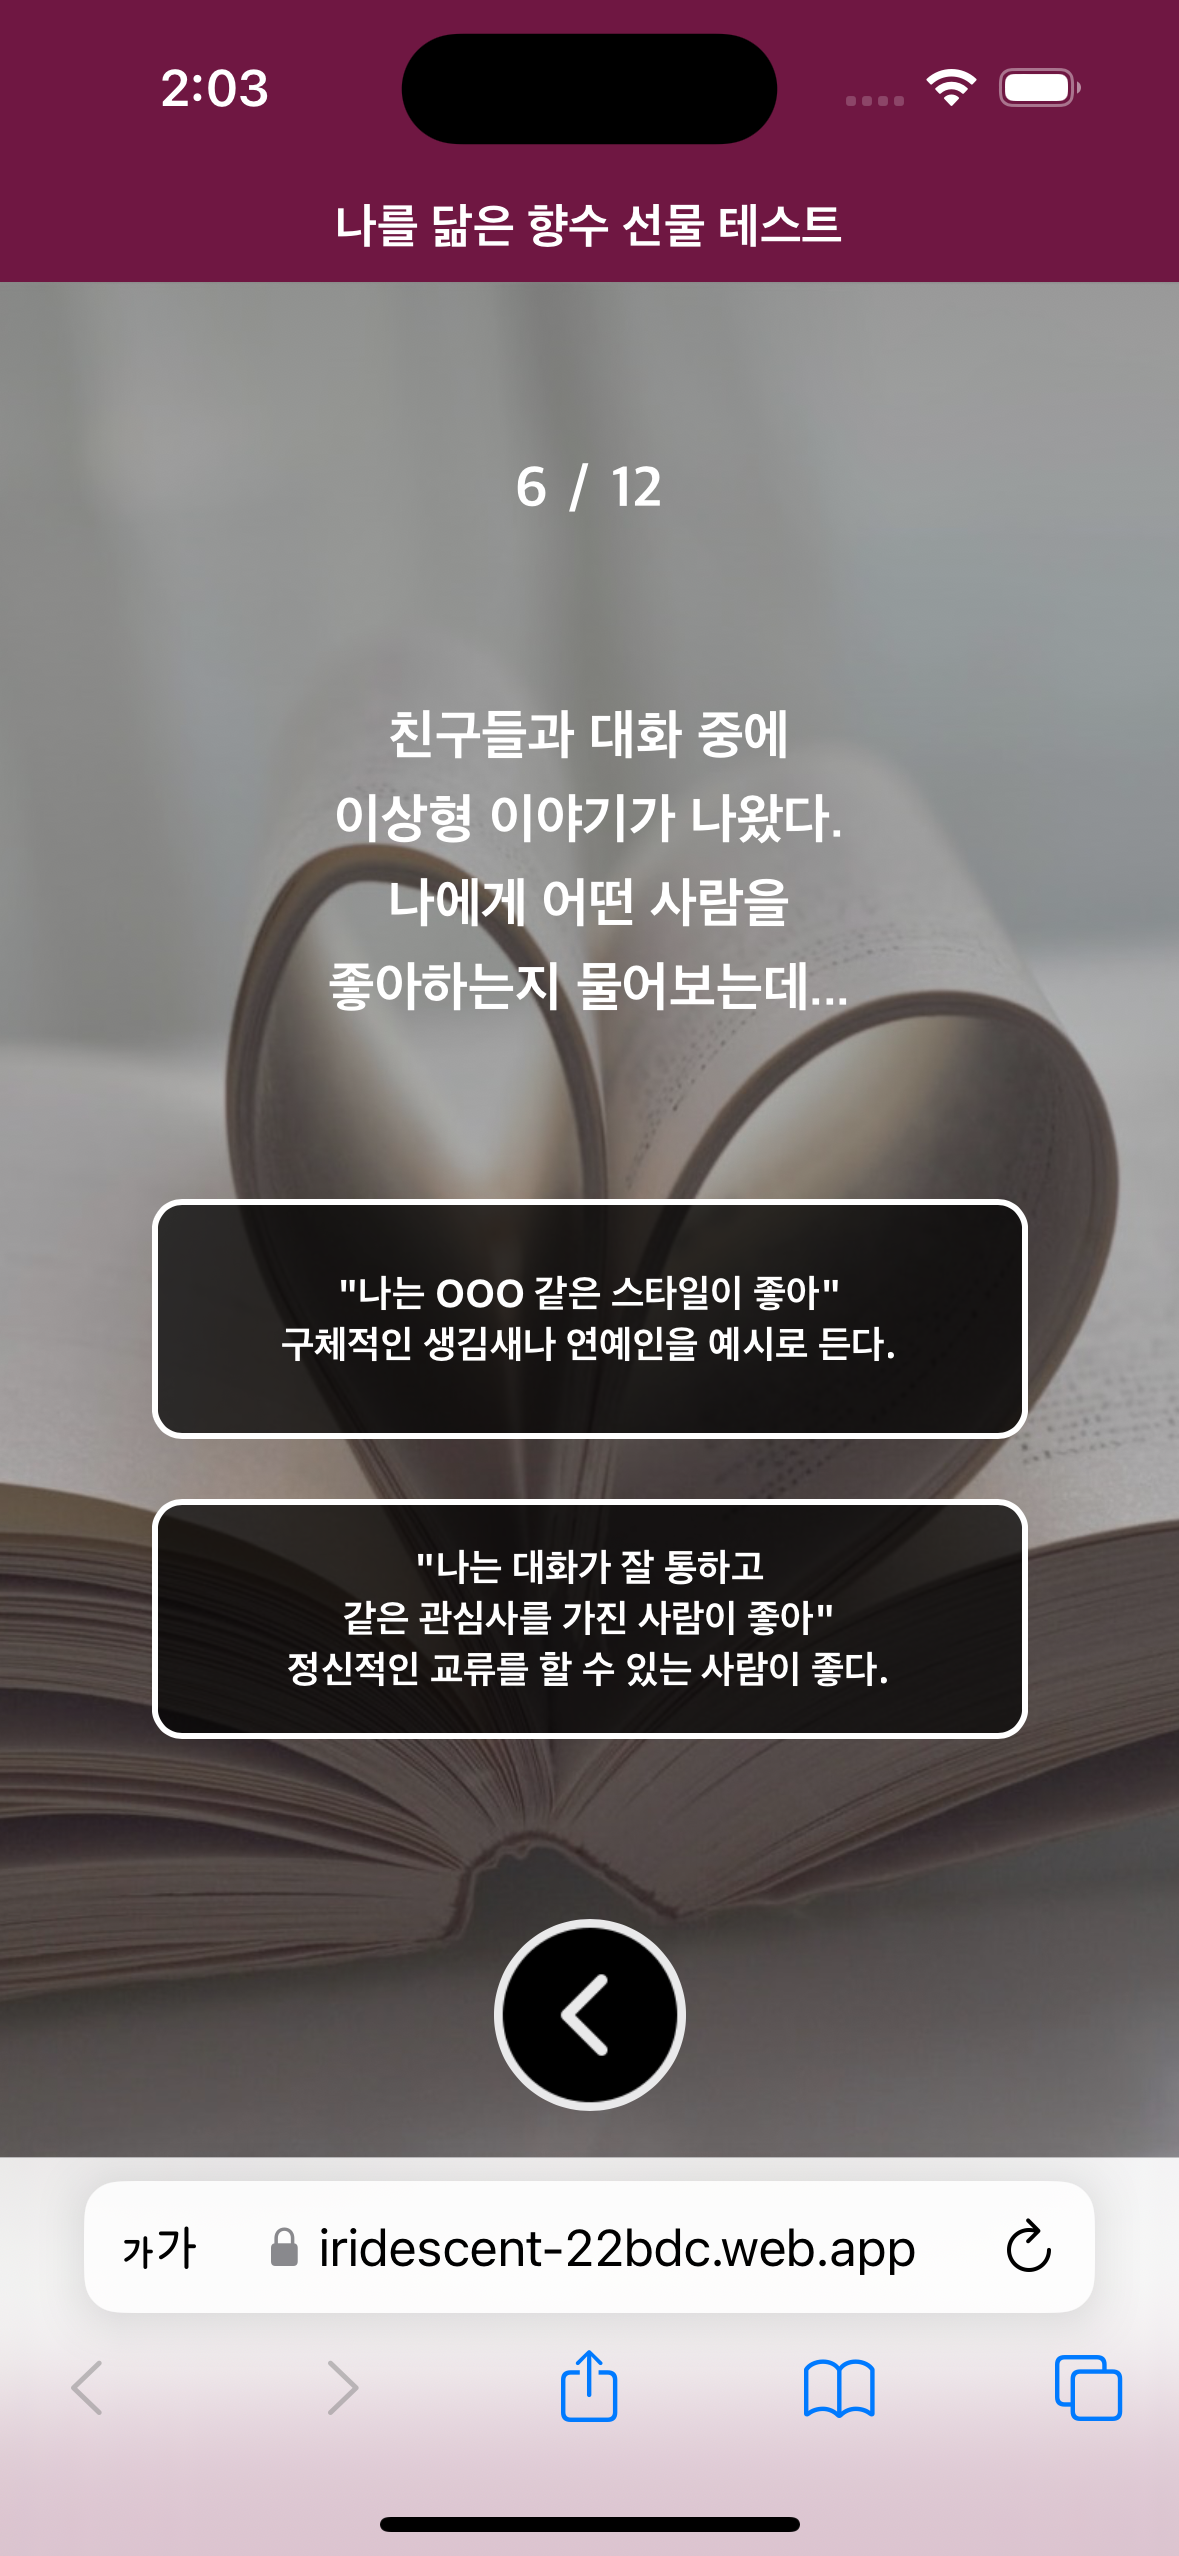 2:03
나를 닮은 향수 선물 테스트
6 / 12
친구들과 대화 중에
이상형 이야기가 나왔다.
나에게 어떤 사람을
좋아하는지 물어보는데...
"나는 OOO 같은 스타일이 좋아"
구체적인 생김새나 연예인을 예시로 든다.
"나는 대화가 잘 통하고
같은 관심사를 가진 사람이 좋아"
정신적인 교류를 할 수 있는 사람이 좋다.
가가 iridescent-22bdc.web.app